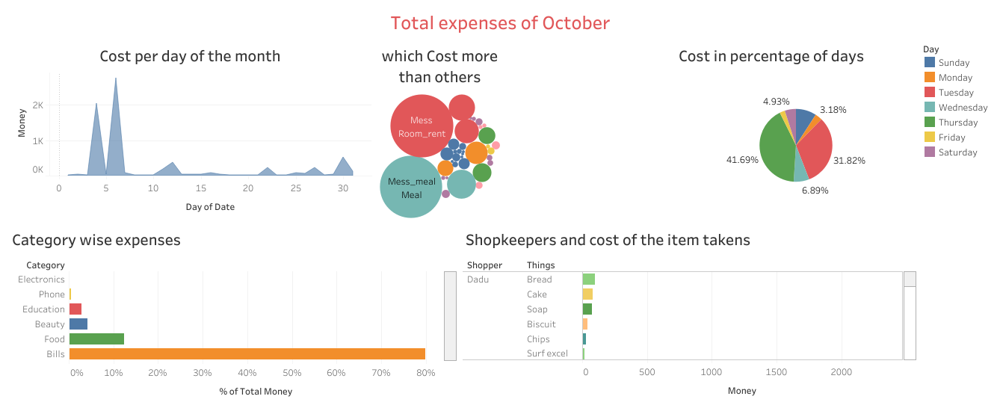 Total expenses of October
Cost per day of the month
2K
1K
0K
Money
0 5 10 15 20 25 30
Day of Date
which Cost more
than others
Mess
Room_rent
Mess_meal
Meal
Cost in percentage of days
4.93%
3.18%
41.69%
31.82%
6.89%
Day
Sunday
Monday
Tuesday
Wednesday
Thursday
Friday
Saturday
Category wise expenses
Category
Electronics
Phone
Education
Beauty
Food
Bills
0% 10% 20% 30% 40% 50% 60% 70% 80%
% of Total Money
Shopkeepers and cost of the item takens
Shopper Things
Dadu Bread
Cake
Soap
Biscuit
Chips
Surf excel
0 500 1000 1500 2000
Money